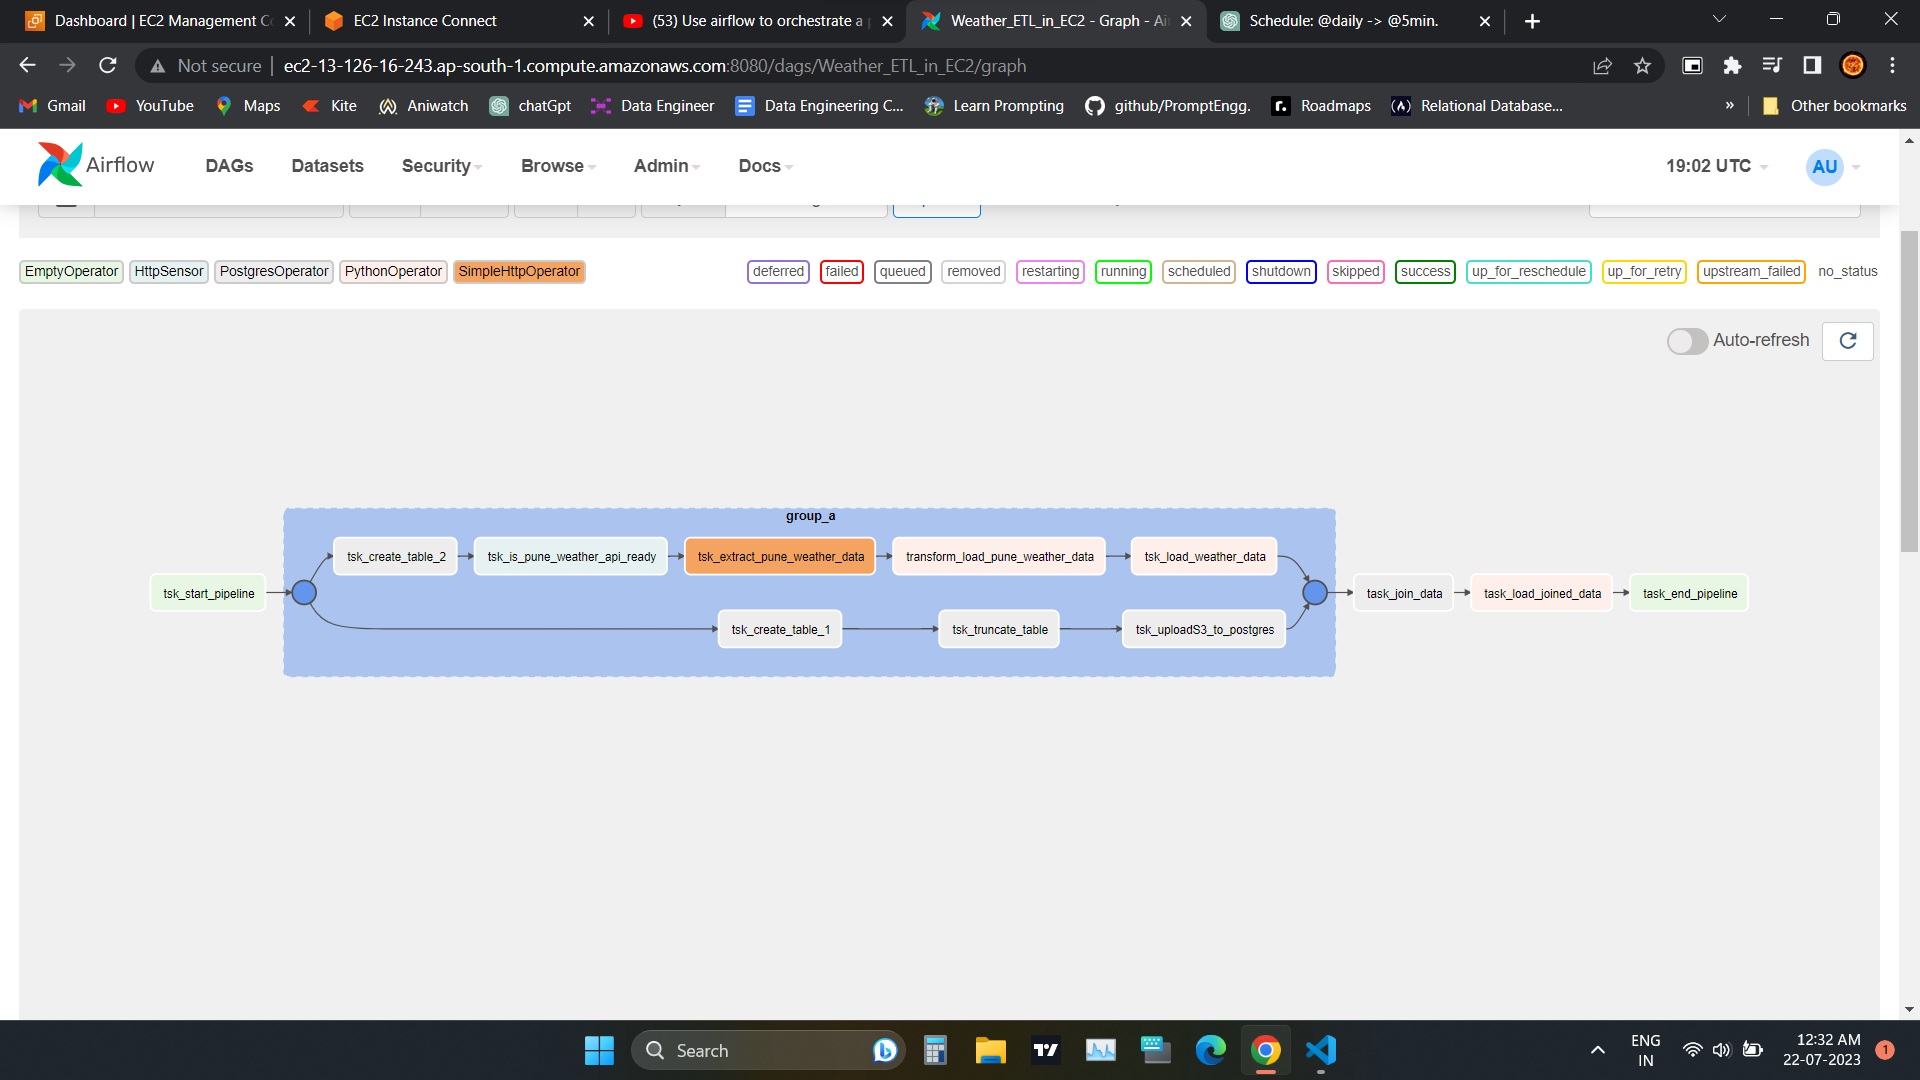 Dashboard | EC2 Management Co
EC2 Instance Connect
(53) Use airflow to orchestrate a p
Weather_ETL_in_EC2 - Graph - Ai
Schedule: @daily -> @5min.
Not secure
ec2-13-126-16-243.ap-south-1.compute.amazonaws.com:8080/dags/Weather_ETL_in_EC2/graph
Gmail
YouTube
Maps
Kite
Aniwatch
chatGpt
Data Engineer
Data Engineering C...
Learn Prompting
github/PromptEngg.
Roadmaps
Relational Database...
»
Other bookmarks
Airflow
DAGs
Datasets
Security
Browse
Admin
Docs
19:02 UTC
AU
EmptyOperator
HttpSensor
PostgresOperator
PythonOperator
SimpleHttpOperator
deferred
failed
queued
removed
restarting
running
scheduled
shutdown
skipped
success
up_for_reschedule
up_for_retry
upstream_failed
no_status
Auto-refresh
group_a
tsk_create_table_2
tsk_is_pune_weather_api_ready
tsk_extract_pune_weather_data
transform_load_pune_weather_data
tsk_load_weather_data
tsk_start_pipeline
task_join_data
task_load_joined_data
task_end_pipeline
tsk_create_table_1
tsk_truncate_table
tsk_uploadS3_to_postgres
Search
ENG
IN
12:32 AM
22-07-2023
1